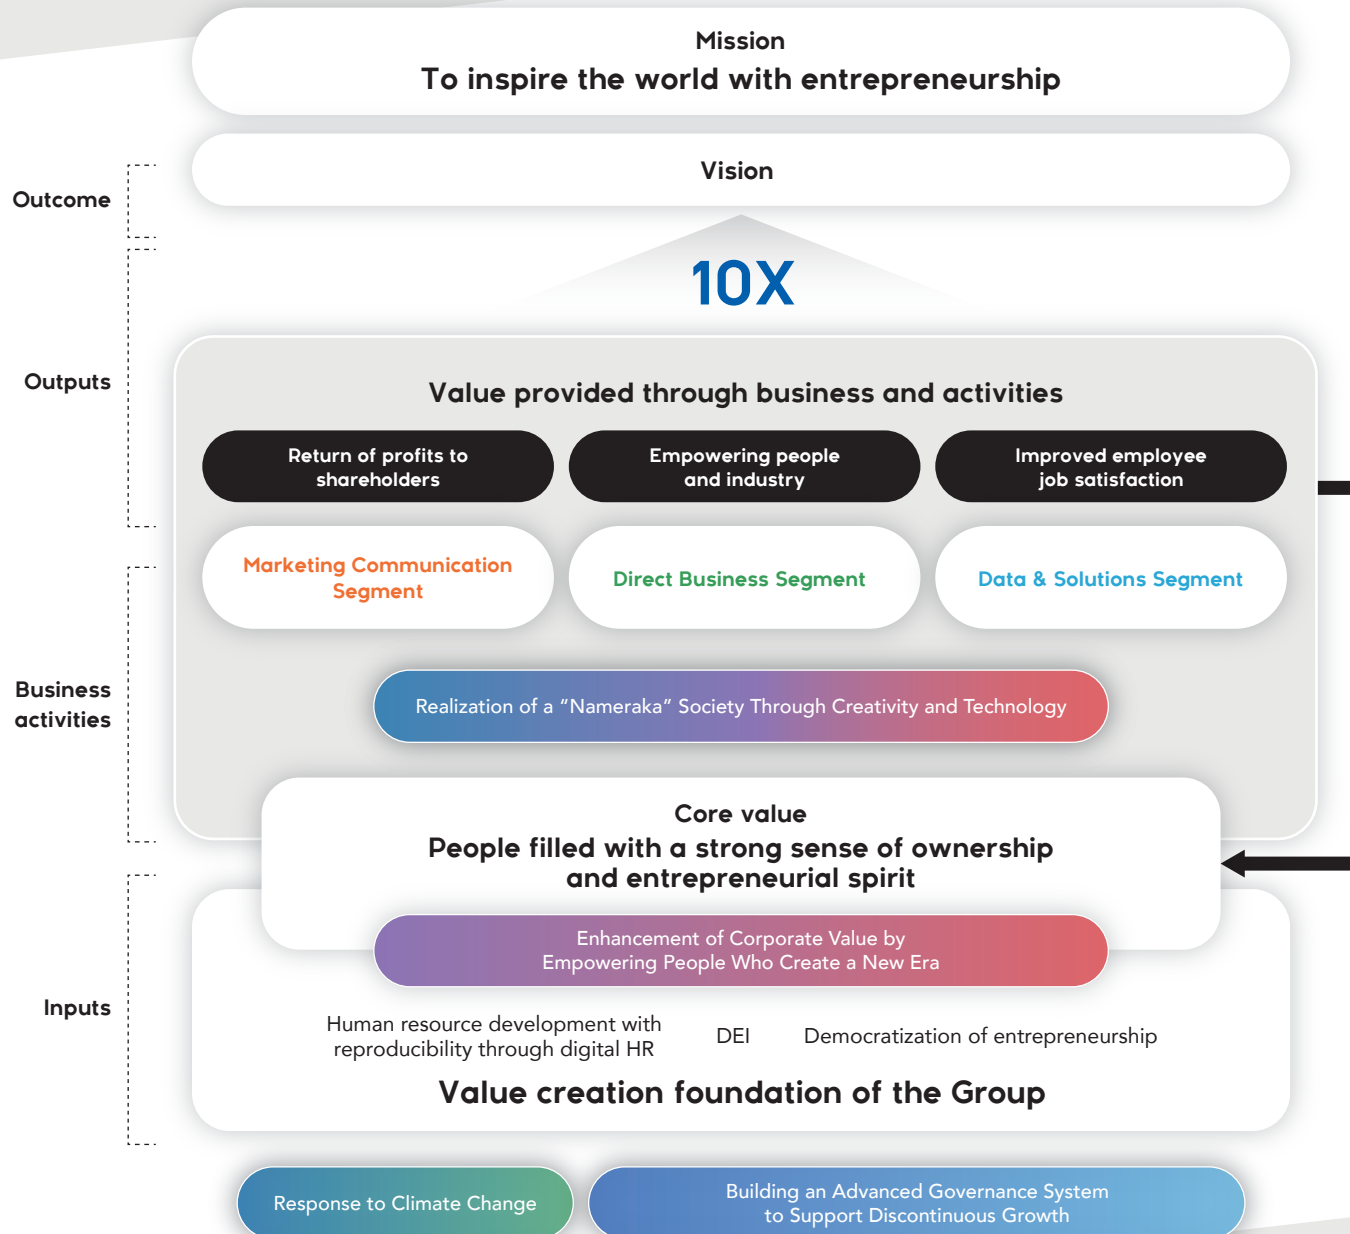 Mission
To inspire the world with entrepreneurship
Vision
Outcome
10X
Outputs
Value provided through business and activities
Return of profits to
shareholders
Empowering people
and industry
Improved employee
job satisfaction
Marketing Communication
Segment
Direct Business Segment
Data & Solutions Segment
Business
activities
Realization of a “Nameraka” Society Through Creativity and Technology
Core value
People filled with a strong sense of ownership
and entrepreneurial spirit
Enhancement of Corporate Value by
Empowering People Who Create a New Era
Inputs
Human resource development with
reproducibility through digital HR
DEI
Democratization of entrepreneurship
Value creation foundation of the Group
Response to Climate Change
Building an Advanced Governance System
to Support Discontinuous Growth